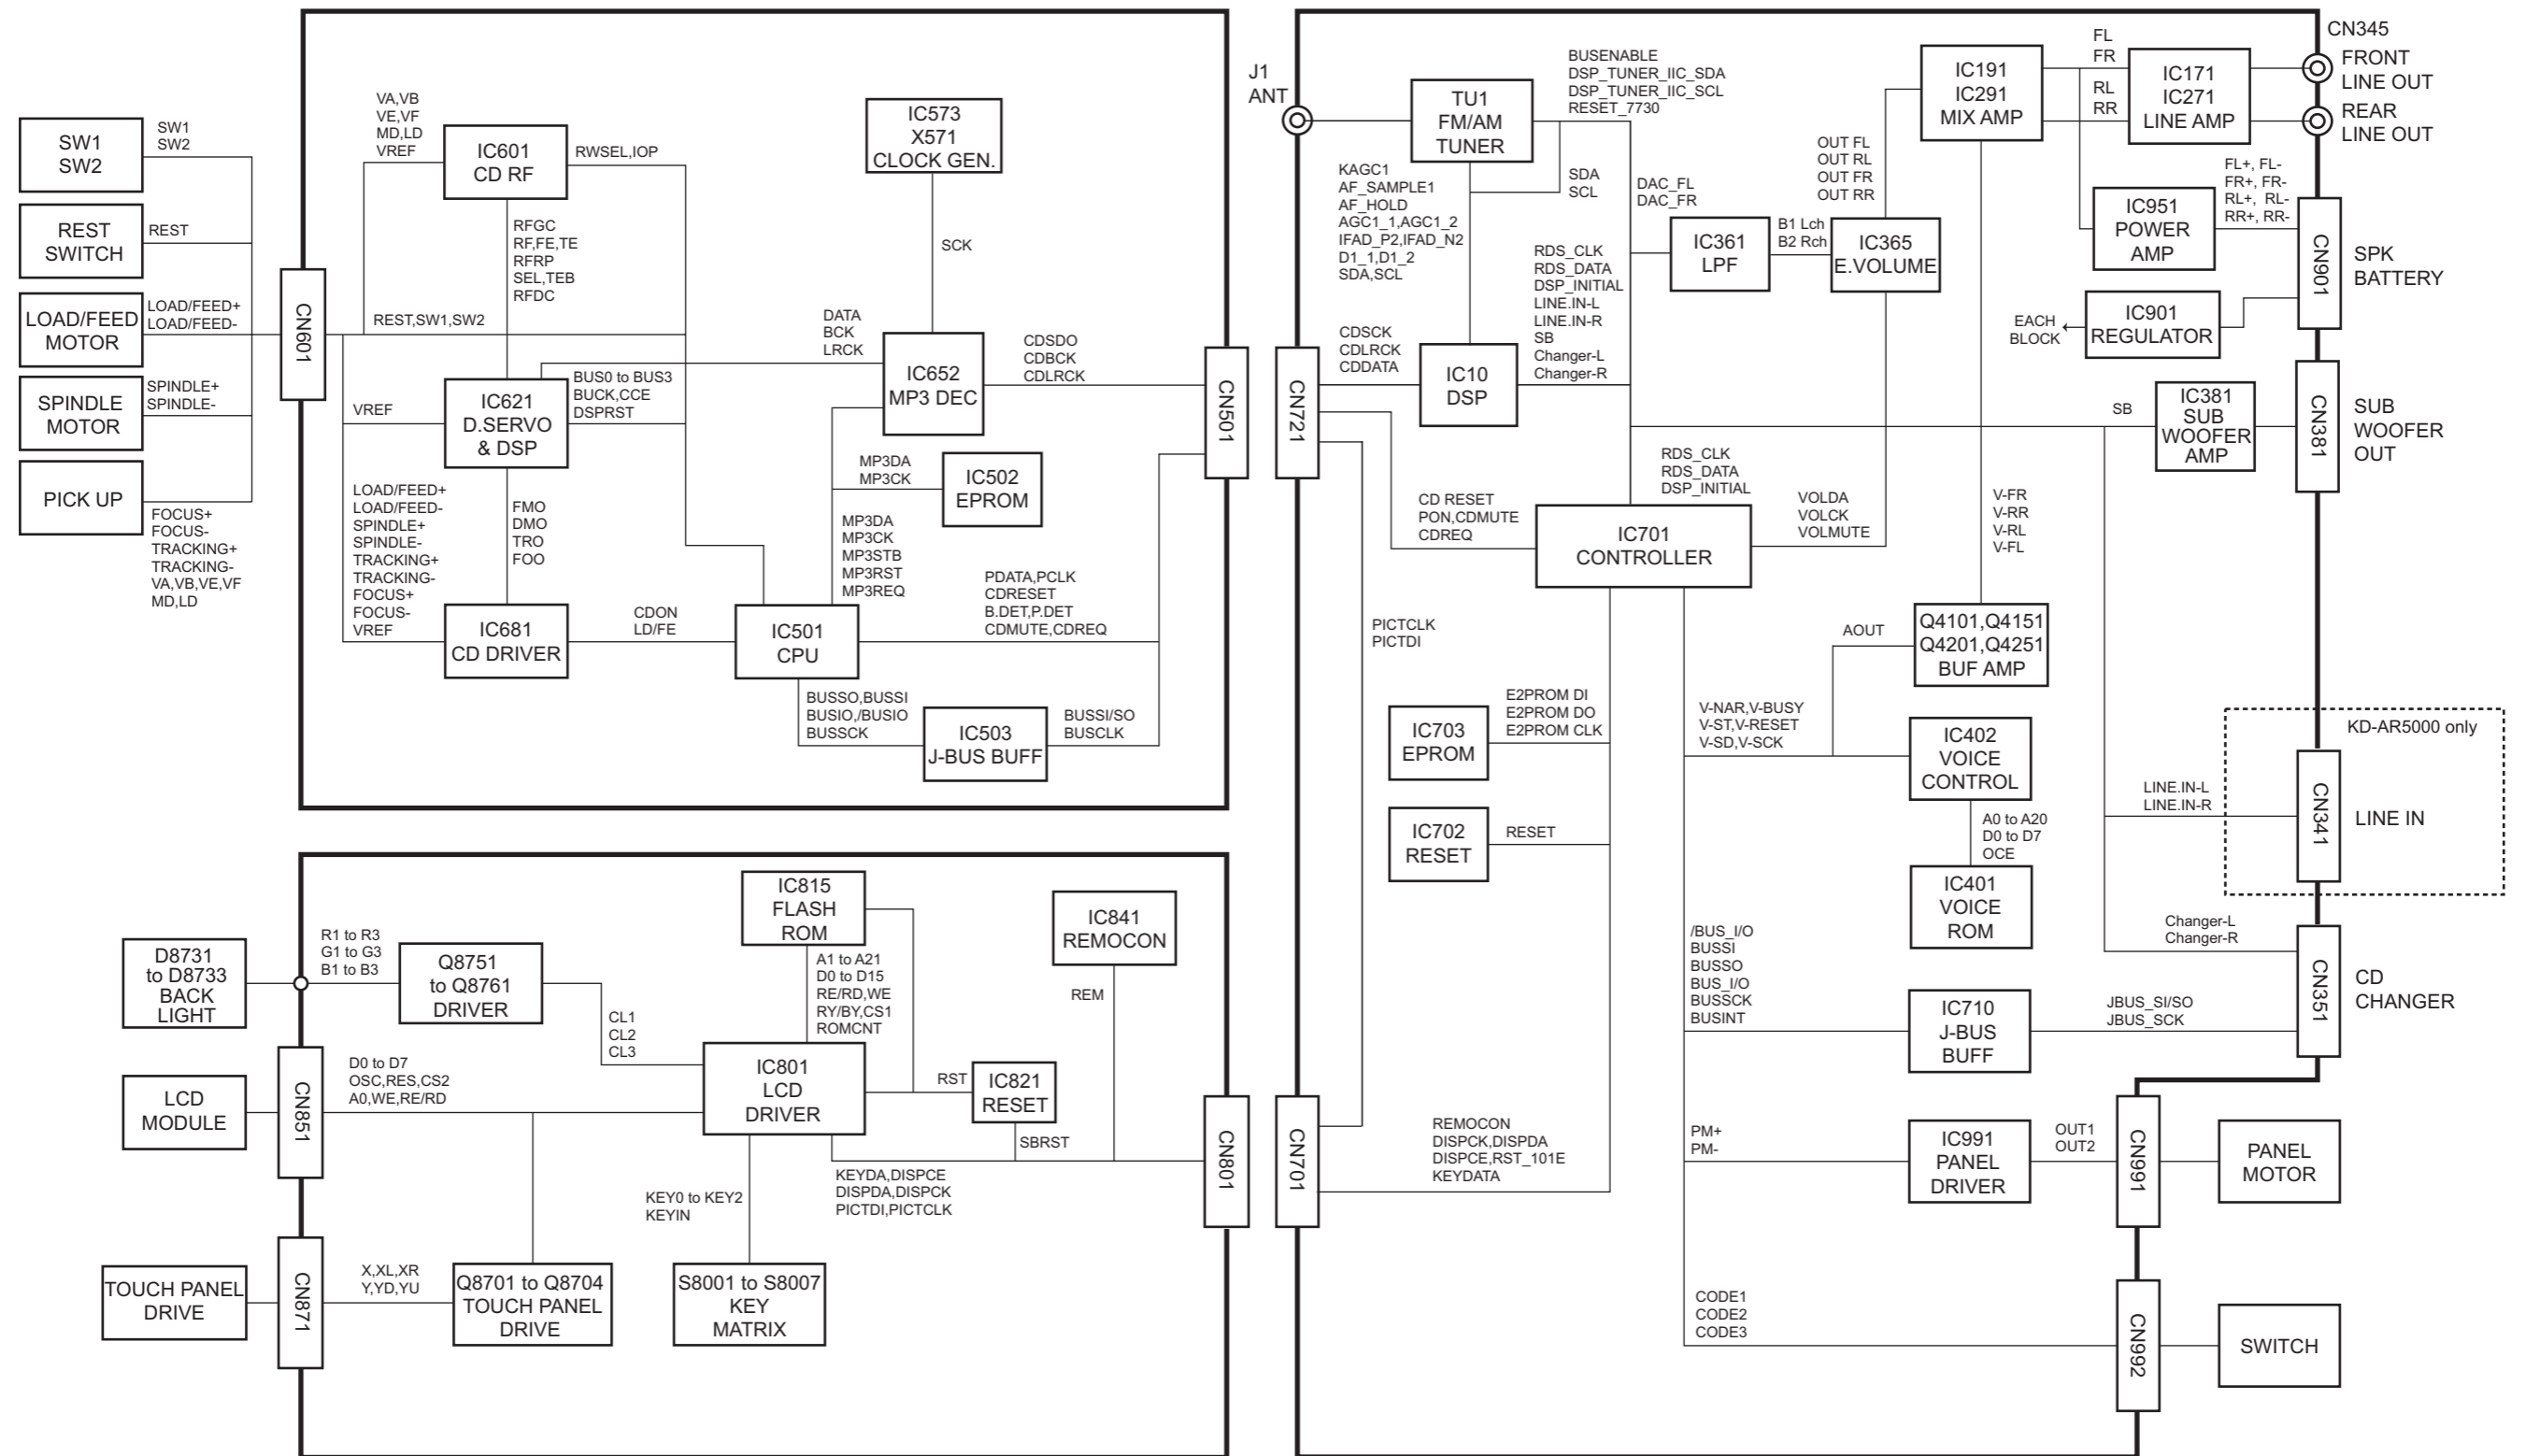 SW1
SW2
SW1
SW2
REST
SWITCH
REST
LOAD/FEED
MOTOR
LOAD/FEED+
LOAD/FEED-
SPINDLE
MOTOR
SPINDLE+
SPINDLE-
PICK UP
FOCUS+
FOCUS-
TRACKING+
TRACKING-
VA,VB,VE,VF
MD,LD
CN601
VA,VB
VE,VF
MD,LD
VREF
IC601
CD RF
RWSEL,IOP
RFGC
RF,FE,TE
RFRP
SEL,TEB
RFDC
REST,SW1,SW2
IC573
X571
CLOCK GEN.
SCK
DATA
BCK
LRCK
IC652
MP3 DEC
CDSDO
CDBCK
CDLRCK
CN501
VREF
IC621
D.SERVO
& DSP
BUS0 to BUS3
BUCK,CCE
DSPRST
MP3DA
MP3CK
IC502
EPROM
LOAD/FEED+
LOAD/FEED-
SPINDLE+
SPINDLE-
TRACKING+
TRACKING-
FOCUS+
FOCUS-
VREF
FMO
DMO
TRO
FOO
MP3DA
MP3CK
MP3STB
MP3RST
MP3REQ
IC681
CD DRIVER
CDON
LD/FE
IC501
CPU
PDATA,PCLK
CDRESET
B.DET,P.DET
CDMUTE,CDREQ
BUSSO,BUSSI
BUSIO,/BUSIO
BUSSCK
IC503
J-BUS BUFF
BUSSI/SO
BUSCLK
D8731
to D8733
BACK
LIGHT
R1 to R3
G1 to G3
B1 to B3
Q8751
to Q8761
DRIVER
CL1
CL2
CL3
IC815
FLASH
ROM
A1 to A21
D0 to D15
RE/RD,WE
RY/BY,CS1
ROMCNT
IC841
REMOCON
REM
LCD
MODULE
CN851
D0 to D7
OSC,RES,CS2
A0,WE,RE/RD
IC801
LCD
DRIVER
RST
IC821
RESET
SBRST
CN801
KEYDA,DISPCE
DISPDA,DISPCK
PICTDI,PICTCLK
KEY0 to KEY2
KEYIN
TOUCH PANEL
DRIVE
CN871
X,XL,XR
Y,YD,YU
Q8701 to Q8704
TOUCH PANEL
DRIVE
S8001 to S8007
KEY
MATRIX
J1
ANT
TU1
FM/AM
TUNER
BUSENABLE
DSP_TUNER_IIC_SDA
DSP_TUNER_IIC_SCL
RESET_7730
KAGC1
AF_SAMPLE1
AF_HOLD
AGC1_1,AGC1_2
IFAD_P2,IFAD_N2
D1_1,D1_2
SDA,SCL
SDA
SCL
DAC_FL
DAC_FR
IC361
LPF
B1 Lch
B2 Rch
IC365
E.VOLUME
OUT FL
OUT RL
OUT FR
OUT RR
IC191
IC291
MIX AMP
FL
FR
RL
RR
IC171
IC271
LINE AMP
CN345
FRONT
LINE OUT
REAR
LINE OUT
IC951
POWER
AMP
FL+, FL-
FR+, FR-
RL+, RL-
RR+, RR-
CN901
SPK
BATTERY
EACH
BLOCK
IC901
REGULATOR
CN721
CDSCK
CDLRCK
CDDATA
IC10
DSP
RDS_CLK
RDS_DATA
DSP_INITIAL
LINE.IN-L
LINE.IN-R
SB
Changer-L
Changer-R
SB
IC381
SUB
WOOFER
AMP
CN381
SUB
WOOFER
OUT
CD RESET
PON,CDMUTE
CDREQ
RDS_CLK
RDS_DATA
DSP_INITIAL
IC701
CONTROLLER
VOLDA
VOLCK
VOLMUTE
V-FR
V-RR
V-RL
V-FL
PICTCLK
PICTDI
AOUT
Q4101,Q4151
Q4201,Q4251
BUF AMP
IC703
EPROM
E2PROM DI
E2PROM DO
E2PROM CLK
V-NAR,V-BUSY
V-ST,V-RESET
V-SD,V-SCK
IC402
VOICE
CONTROL
KD-AR5000 only
IC702
RESET
RESET
A0 to A20
D0 to D7
OCE
LINE.IN-L
LINE.IN-R
CN341
LINE IN
IC401
VOICE
ROM
/BUS_I/O
BUSSI
BUSSO
BUS_I/O
BUSSCK
BUSINT
IC710
J-BUS
BUFF
Changer-L
Changer-R
JBUS_SI/SO
JBUS_SCK
CN351
CD
CHANGER
CN701
REMOCON
DISPCK,DISPDA
DISPCE,RST_101E
KEYDATA
PM+
PM-
IC991
PANEL
DRIVER
OUT1
OUT2
CN991
PANEL
MOTOR
CODE1
CODE2
CODE3
CN992
SWITCH